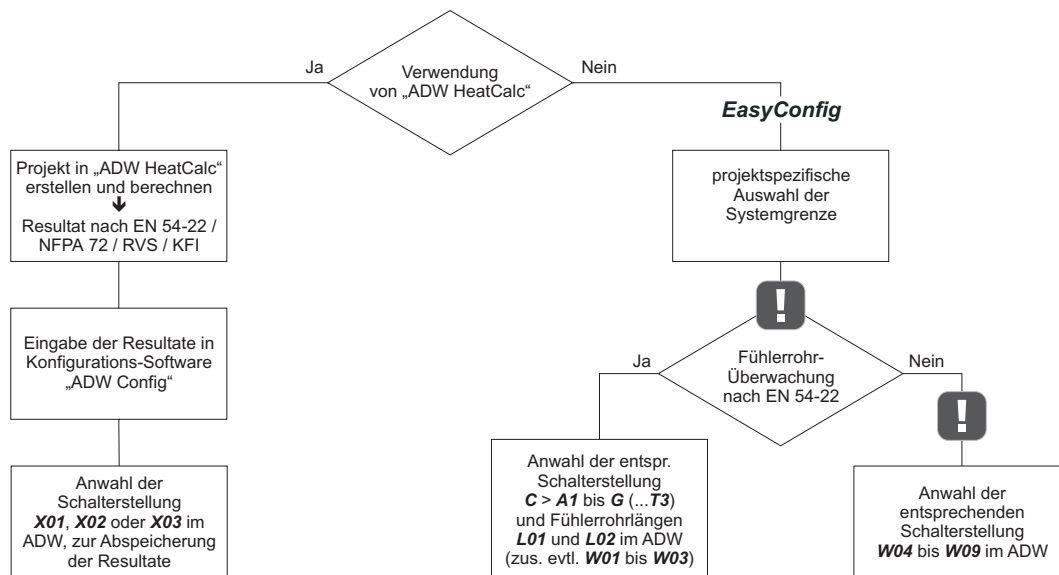 Verwendung
von „ADW HeatCalc“
Ja
Nein
EasyConfig
Projekt in „ADW HeatCalc“
erstellen und berechnen
Resultat nach EN 54-22 /
NFPA 72 / RVS / KFI
Eingabe der Resultate in
Konfigurations-Software
„ADW Config“
Anwahl der
Schalterstellung
X01, X02 oder X03 im
ADW, zur Abspeicherung
der Resultate
projektspezifische
Auswahl der
Systemgrenze
!
Fühlerrohr-
Überwachung
nach EN 54-22
Ja
Nein
!
Anwahl der entspr.
Schalterstellung
C > A1 bis G (...T3)
und Fühlerrohrlängen
L01 und L02 im ADW
(zus. evtl. W01 bis W03)
Anwahl der
entsprechenden
Schalterstellung
W04 bis W09 im ADW